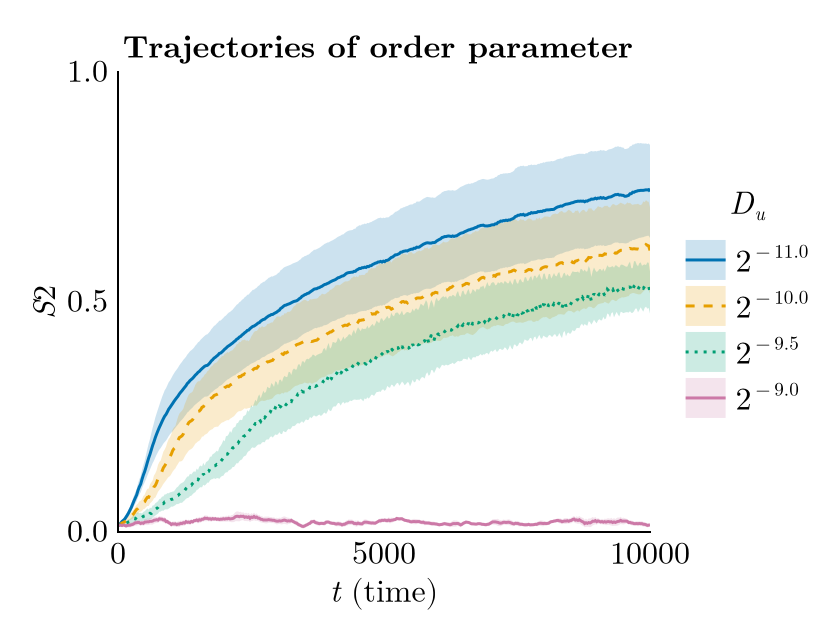 Trajectories of order parameter
1.0
0.5
0.0
S2
0
5000
10000
t (time)
D_u
2^{-11.0}
2^{-10.0}
2^{-9.5}
2^{-9.0}